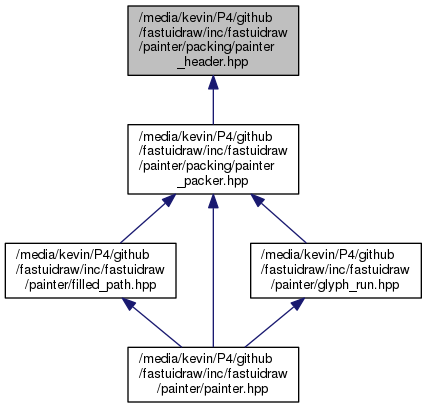 /media/kevin/P4/github
/fastuidraw/inc/fastuidraw
/painter/packing/painter
_header.hpp
/media/kevin/P4/github
/fastuidraw/inc/fastuidraw
/painter/packing/painter
_packer.hpp
/media/kevin/P4/github
/fastuidraw/inc/fastuidraw
/painter/filled_path.hpp
/media/kevin/P4/github
/fastuidraw/inc/fastuidraw
/painter/glyph_run.hpp
/media/kevin/P4/github
/fastuidraw/inc/fastuidraw
/painter/painter.hpp